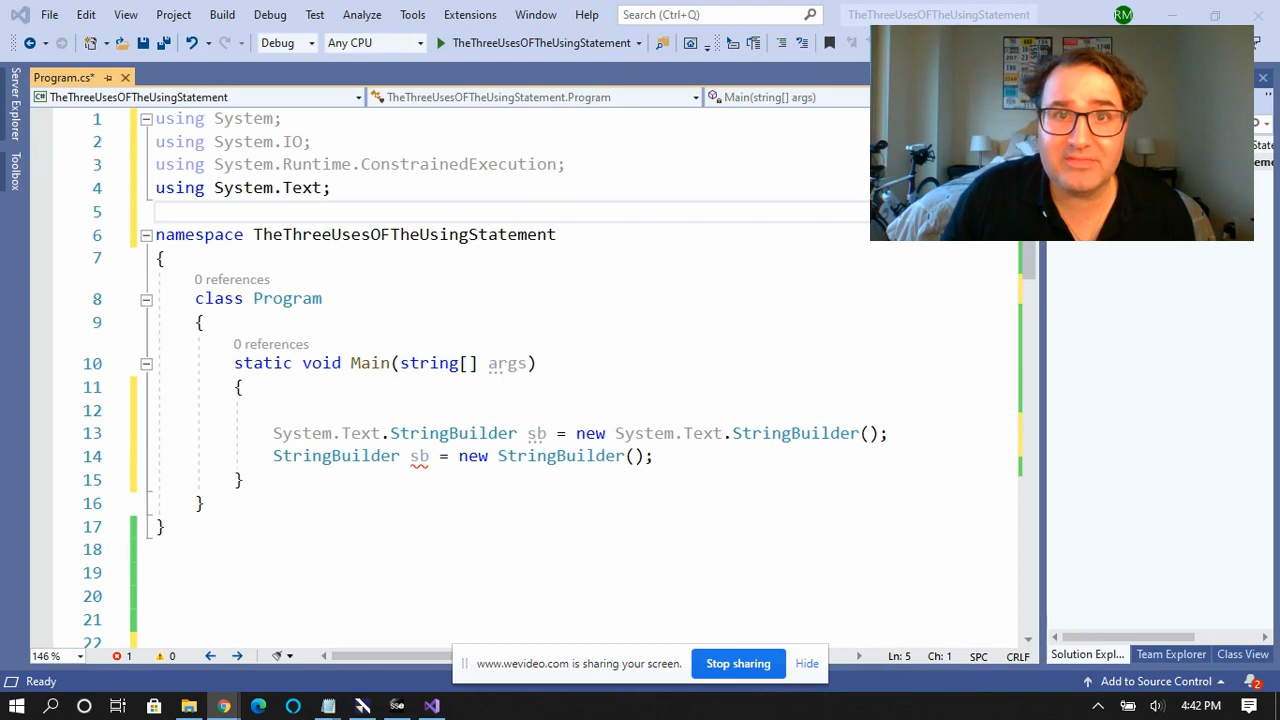 File Edit View Project Build Debug Test Analyze Tools Extensions Window Help Search (Ctrl+Q) TheThreeUsesOFTheUsingStatement RM
Debug Any CPU TheThreeUsesOFTheUsingStatement
Server Explorer
Toolbox
Program.cs*
TheThreeUsesOFTheUsingStatement TheThreeUsesOFTheUsingStatement.Program Main(string[] args)
1 using System;
2 using System.IO;
3 using System.Runtime.ConstrainedExecution;
4 using System.Text;
5
6 namespace TheThreeUsesOFTheUsingStatement
7 {
0 references
8 class Program
9 {
0 references
10 static void Main(string[] args)
11 {
12
13 System.Text.StringBuilder sb = new System.Text.StringBuilder();
14 StringBuilder sb = new StringBuilder();
15 }
16 }
17 }
18
19
20
21
22
146 % 1 0 Ln: 5 Ch: 1 SPC CRLF
www.wevideo.com is sharing your screen. Stop sharing Hide
Solution Expl... Team Explorer Class View
Ready Add to Source Control 2
4:42 PM